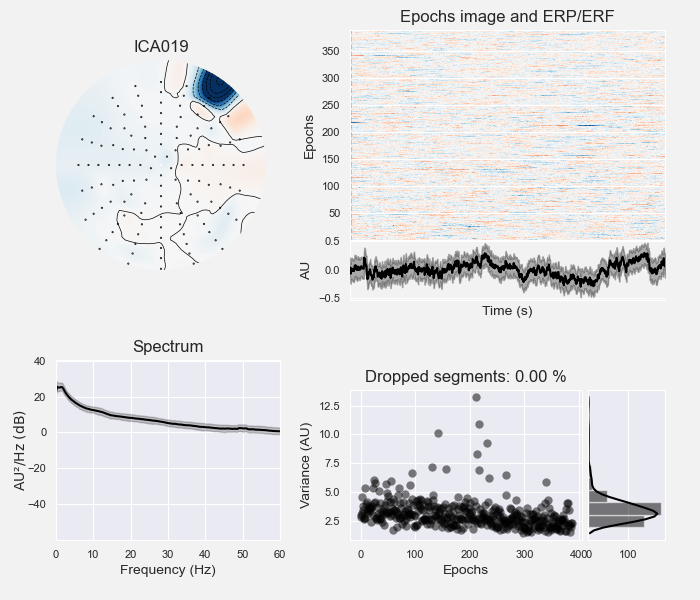 ICA019
Epochs image and ERP/ERF
Epochs
350
300
250
200
150
100
50
0.5
0.0
−0.5
AU
Time (s)
Spectrum
AU²/Hz (dB)
40
20
0
−20
−40
0 10 20 30 40 50 60
Frequency (Hz)
Dropped segments: 0.00 %
Variance (AU)
12.5
10.0
7.5
5.0
2.5
0 100 200 300 400
Epochs
0 100